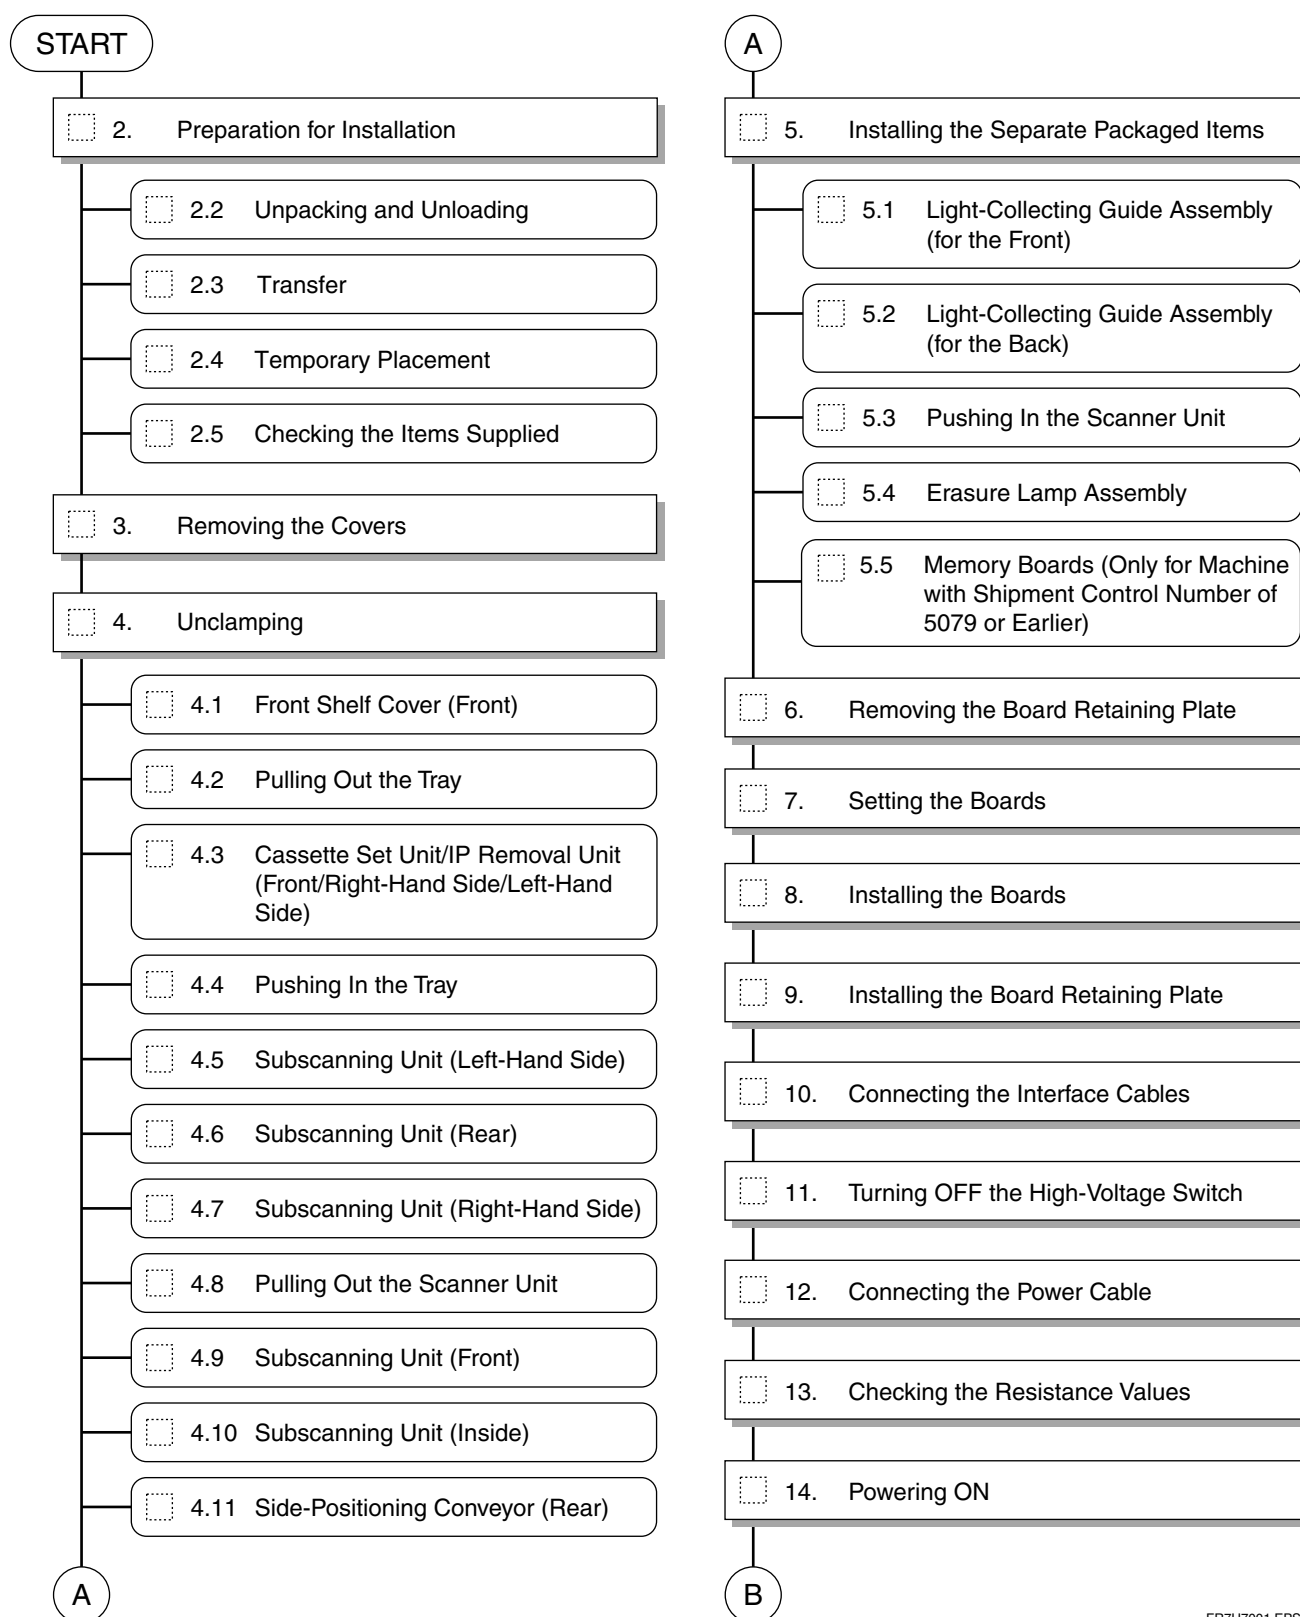 START
2. Preparation for Installation
2.2 Unpacking and Unloading
2.3 Transfer
2.4 Temporary Placement
2.5 Checking the Items Supplied
3. Removing the Covers
4. Unclamping
4.1 Front Shelf Cover (Front)
4.2 Pulling Out the Tray
4.3 Cassette Set Unit/IP Removal Unit
(Front/Right-Hand Side/Left-Hand
Side)
4.4 Pushing In the Tray
4.5 Subscanning Unit (Left-Hand Side)
4.6 Subscanning Unit (Rear)
4.7 Subscanning Unit (Right-Hand Side)
4.8 Pulling Out the Scanner Unit
4.9 Subscanning Unit (Front)
4.10 Subscanning Unit (Inside)
4.11 Side-Positioning Conveyor (Rear)
A
A
5. Installing the Separate Packaged Items
5.1 Light-Collecting Guide Assembly
(for the Front)
5.2 Light-Collecting Guide Assembly
(for the Back)
5.3 Pushing In the Scanner Unit
5.4 Erasure Lamp Assembly
5.5 Memory Boards (Only for Machine
with Shipment Control Number of
5079 or Earlier)
6. Removing the Board Retaining Plate
7. Setting the Boards
8. Installing the Boards
9. Installing the Board Retaining Plate
10. Connecting the Interface Cables
11. Turning OFF the High-Voltage Switch
12. Connecting the Power Cable
13. Checking the Resistance Values
14. Powering ON
B